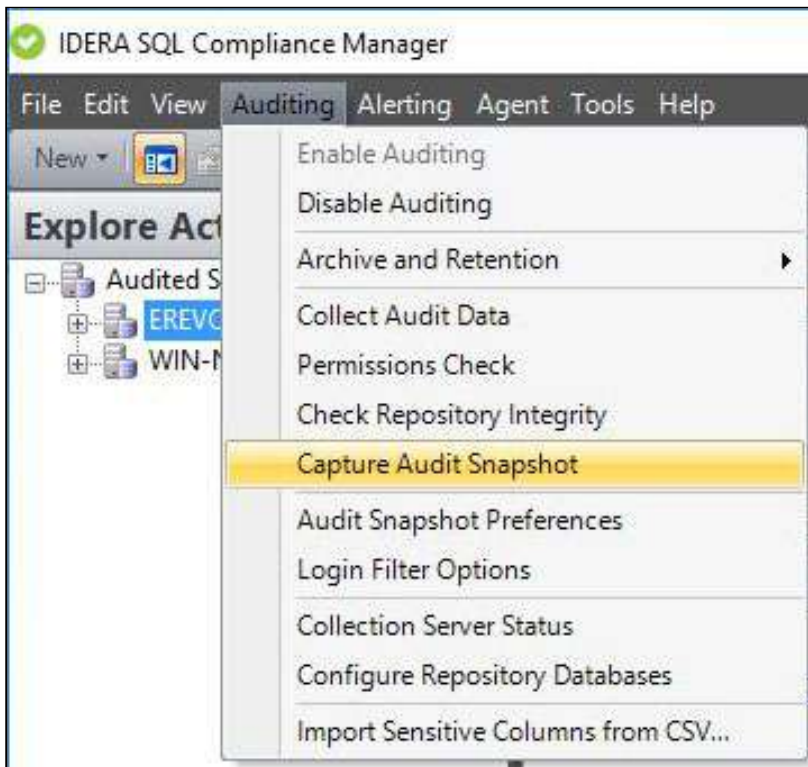 IDERA SQL Compliance Manager
File Edit View Auditing Alerting Agent Tools Help
New
Explore Act
Audited S
EREVO
WIN-N
Enable Auditing
Disable Auditing
Archive and Retention
Collect Audit Data
Permissions Check
Check Repository Integrity
Capture Audit Snapshot
Audit Snapshot Preferences
Login Filter Options
Collection Server Status
Configure Repository Databases
Import Sensitive Columns from CSV...